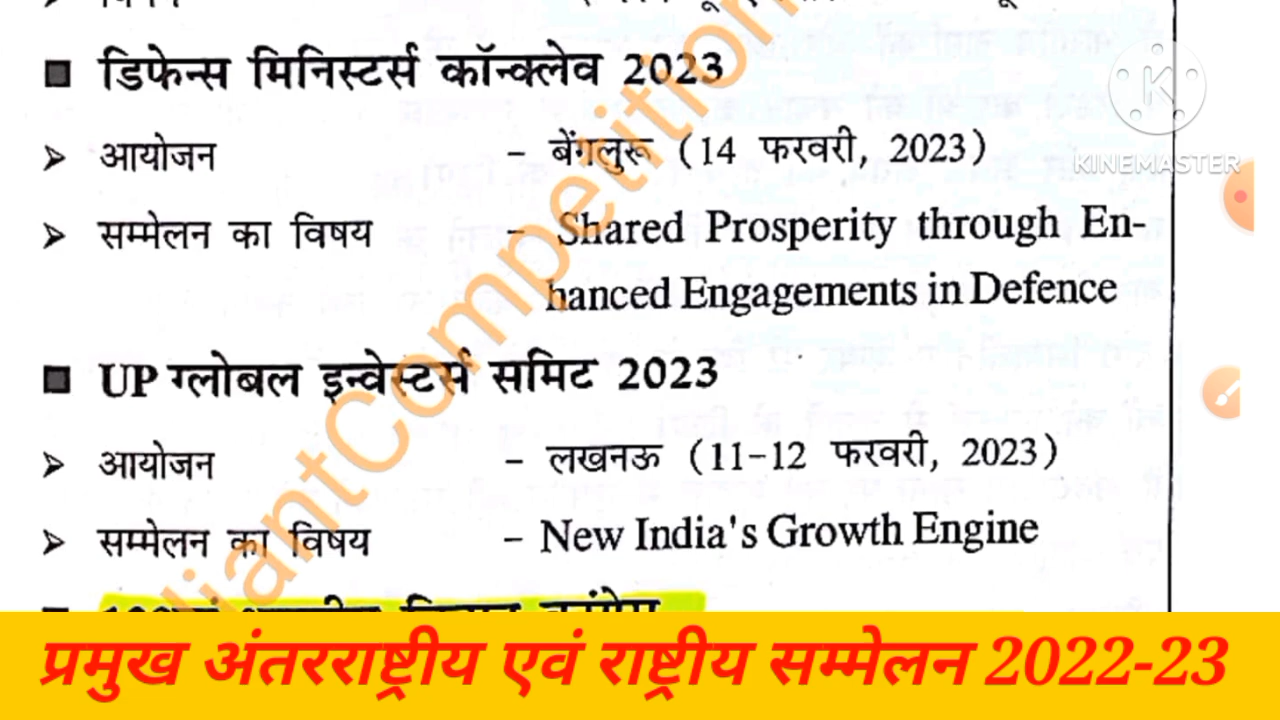 ■ डिफेन्स मिनिस्टर्स कॉन्क्लेव 2023
➤ आयोजन - बेंगलुरू (14 फरवरी, 2023)
KINEMASTER
➤ सम्मेलन का विषय - Shared Prosperity through En-
hanced Engagements in Defence
■ UP ग्लोबल इन्वेस्टर्स समिट 2023
➤ आयोजन - लखनऊ (11-12 फरवरी, 2023)
➤ सम्मेलन का विषय - New India's Growth Engine
liantCompetition
प्रमुख अंतरराष्ट्रीय एवं राष्ट्रीय सम्मेलन 2022-23